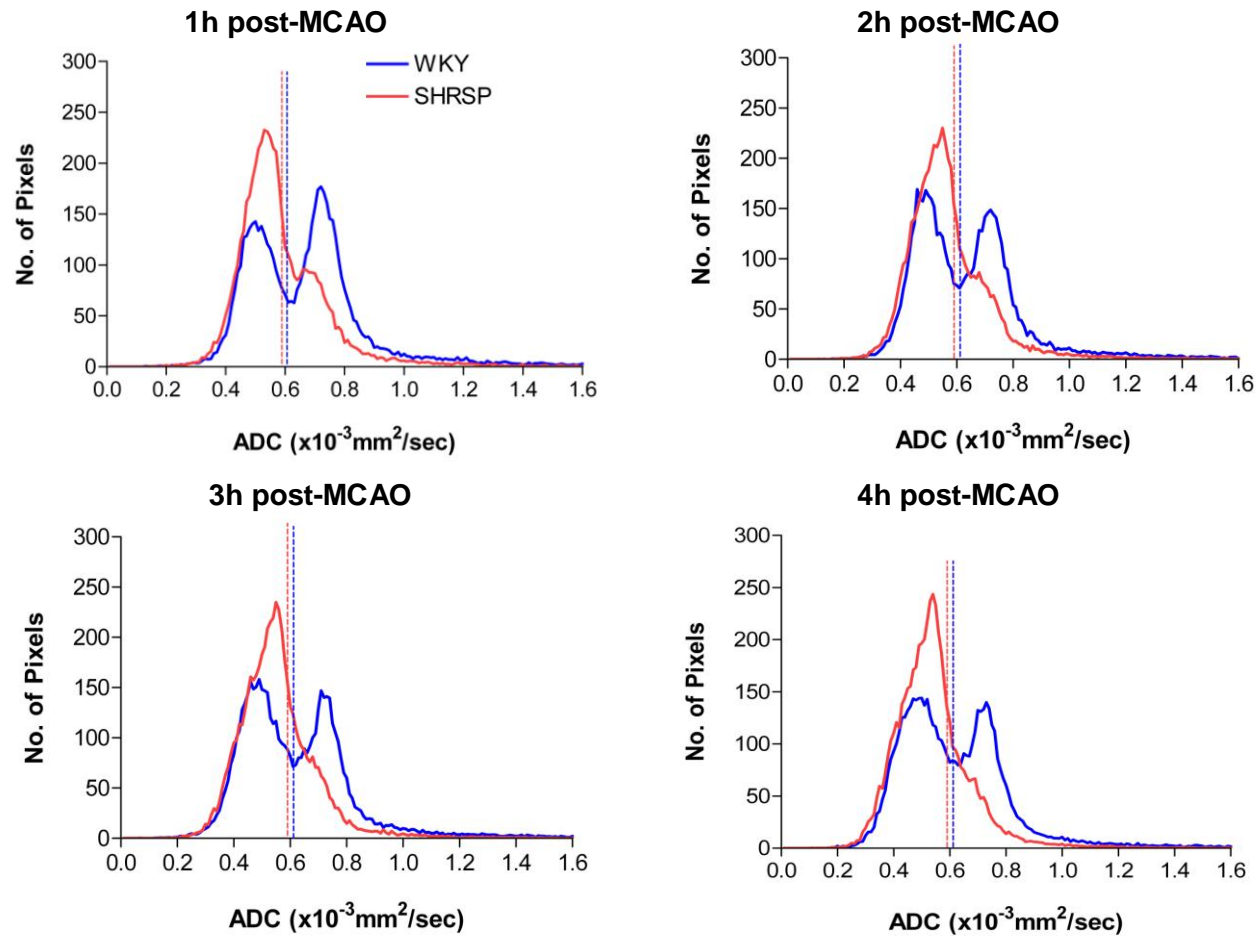 1h post-MCAO
2h post-MCAO
WKY
SHRSP
300
250
200
150
100
50
0
No. of Pixels
0.0 0.2 0.4 0.6 0.8 1.0 1.2 1.4 1.6
ADC (x10⁻³mm²/sec)
300
250
200
150
100
50
0
No. of Pixels
0.0 0.2 0.4 0.6 0.8 1.0 1.2 1.4 1.6
ADC (x10⁻³mm²/sec)
3h post-MCAO
4h post-MCAO
300
250
200
150
100
50
0
No. of Pixels
0.0 0.2 0.4 0.6 0.8 1.0 1.2 1.4 1.6
ADC (x10⁻³mm²/sec)
300
250
200
150
100
50
0
No. of Pixels
0.0 0.2 0.4 0.6 0.8 1.0 1.2 1.4 1.6
ADC (x10⁻³mm²/sec)